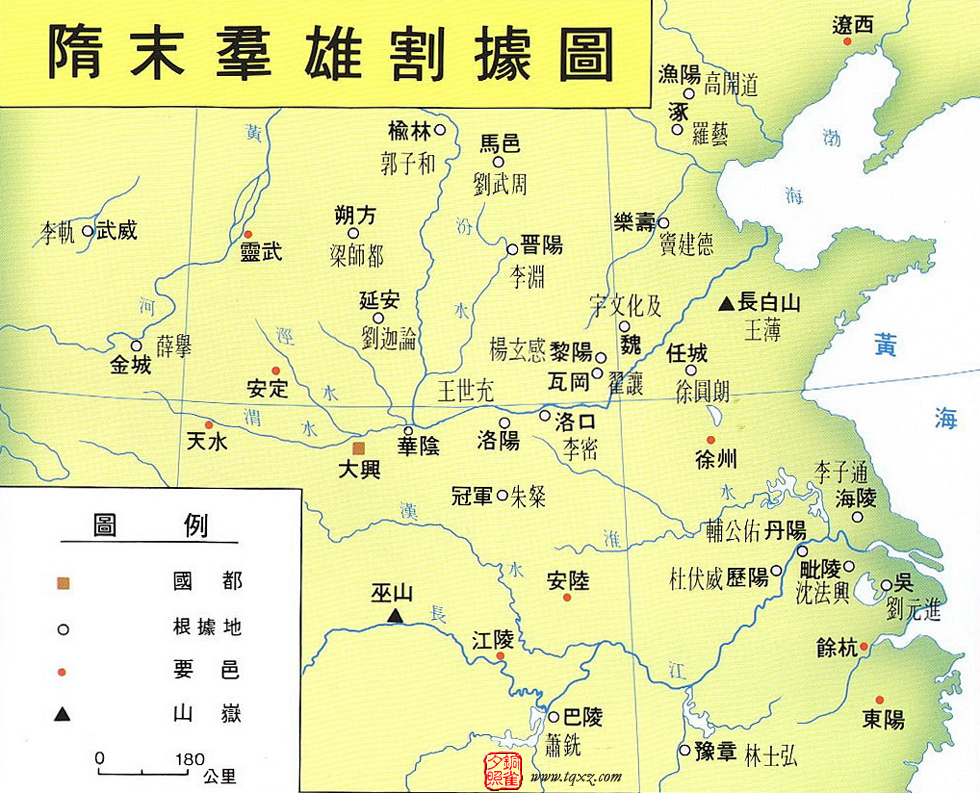 隋末羣雄割據圖
遼西
漁陽 高開道
涿
羅藝
渤
海
黃
榆林
郭子和
馬邑
劉武周
李軌 武威
靈武
朔方
梁師都
汾
晉陽
李淵
樂壽
竇建德
延安
劉迦論
水
宇文化及
魏
長白山
王薄
河
薛擧
金城
涇
水
楊玄感 黎陽
瓦岡 翟讓
任城
徐圓朗
黃
海
安定
王世充
天水
渭
水
大興
華陰
洛陽
洛口
李密
徐州
冠軍 朱粲
李子通
海陵
漢
水
淮
水
輔公祐 丹陽
杜伏威 歷陽
毗陵
沈法興
吳
劉元進
安陸
巫山
長
江
江陵
餘杭
東陽
巴陵
蕭銑
豫章 林士弘
圖例
國都
根據地
要邑
山嶽
0 180
公里
銅雀
夕照
www.tqxz.com